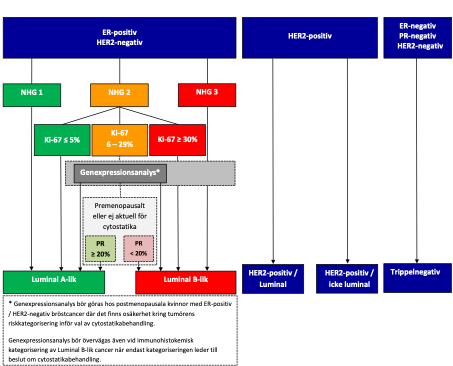 ER-positiv
HER2-negativ
HER2-positiv
ER-negativ
PR-negativ
HER2-negativ
NHG 1
NHG 2
NHG 3
Ki-67 ≤ 5%
Ki-67
6 – 29%
Ki-67 ≥ 30%
Genexpressionsanalys*
Premenopausalt
eller ej aktuell för
cytostatika
PR
≥ 20%
PR
< 20%
Luminal A-lik
Luminal B-lik
HER2-positiv /
Luminal
HER2-positiv /
Icke luminal
Trippelnegativ
* Genexpressionsanalys bör göras hos postmenopausala kvinnor med ER-positiv
/ HER2-negativ bröstcancer där det finns osäkerhet kring tumörens
riskkategorisering inför val av cytostatikabehandling.
Genexpressionsanalys bör övervägas även vid immunohistokemisk
kategorisering av Luminal B-lik cancer när endast kategoriseringen leder till
beslut om cytostatikabehandling.